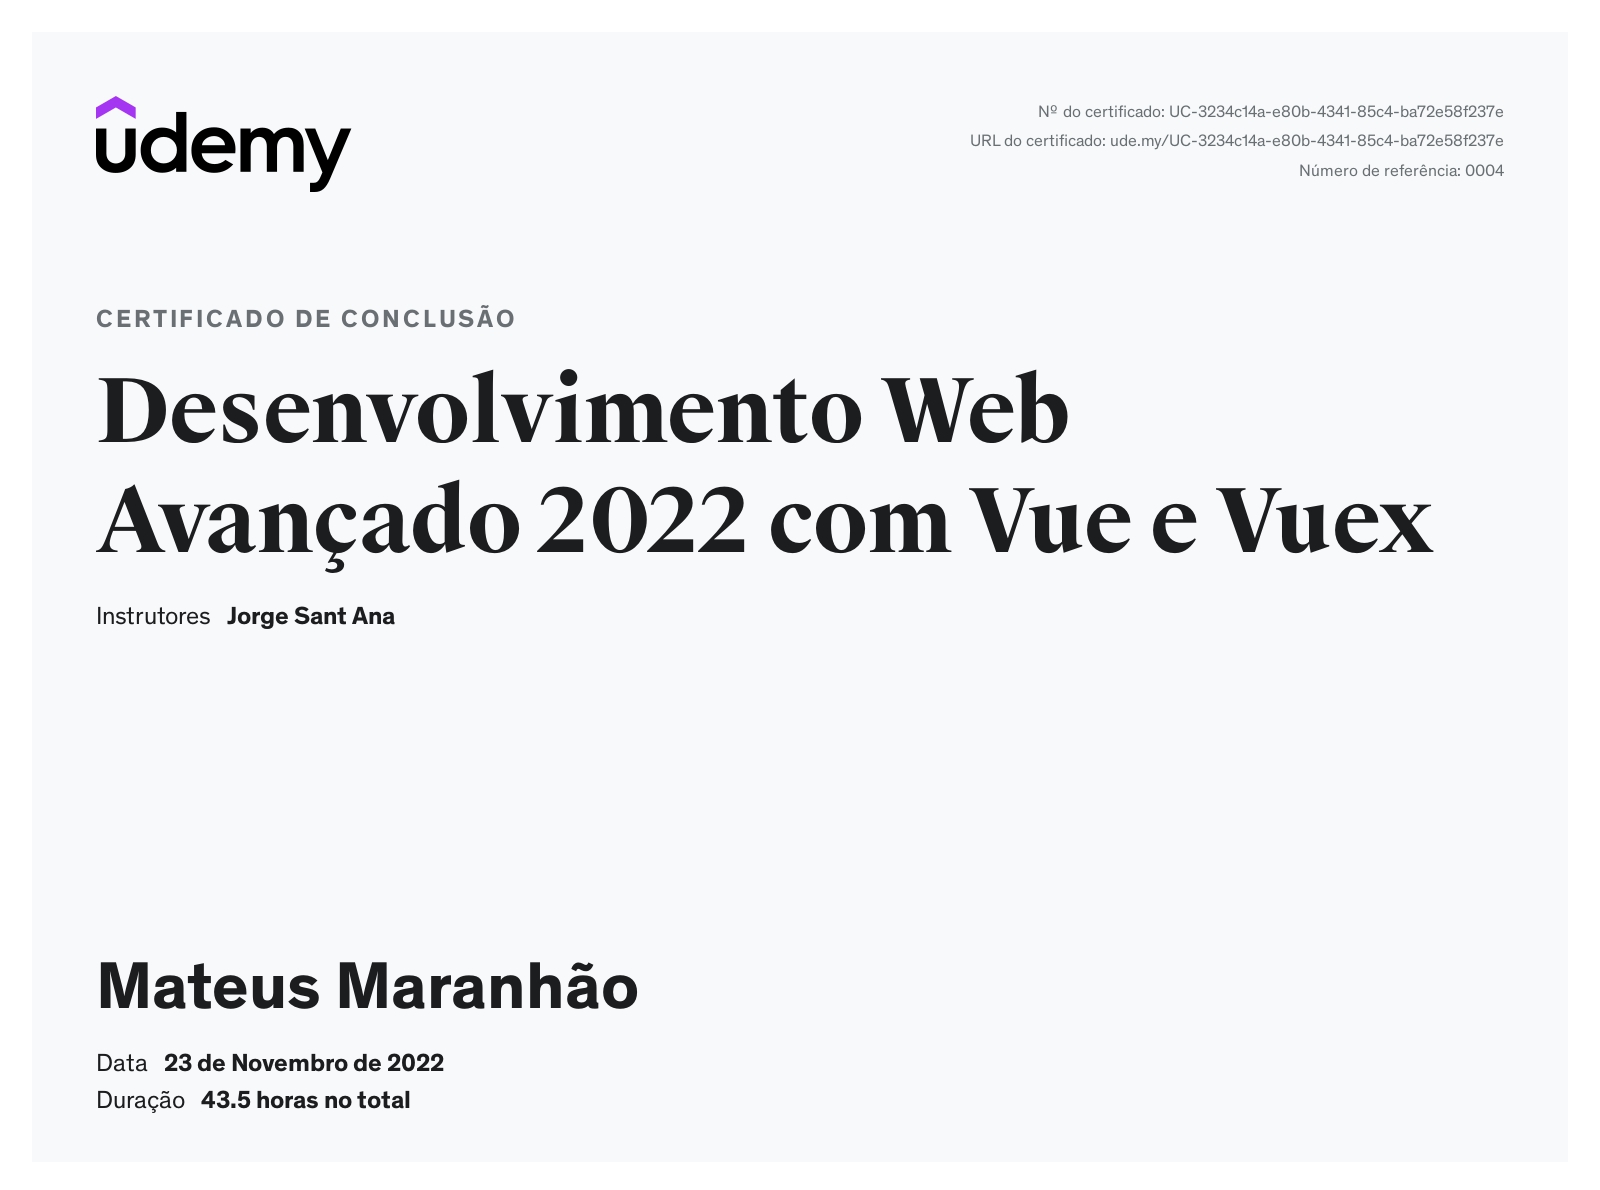 udemy
Nº do certificado: UC-3234c14a-e80b-4341-85c4-ba72e58f237e
URL do certificado: ude.my/UC-3234c14a-e80b-4341-85c4-ba72e58f237e
Número de referência: 0004
CERTIFICADO DE CONCLUSÃO
Desenvolvimento Web
Avançado 2022 com Vue e Vuex
Instrutores Jorge Sant Ana
Mateus Maranhão
Data 23 de Novembro de 2022
Duração 43.5 horas no total